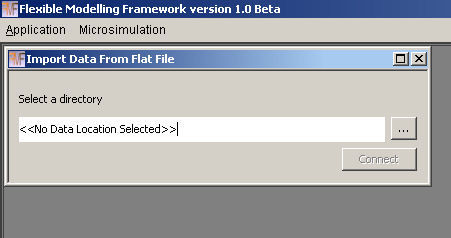 Flexible Modelling Framework version 1.0 Beta
Application Microsimulation
Import Data From Flat File
Select a directory
<<No Data Location Selected>>
...
Connect